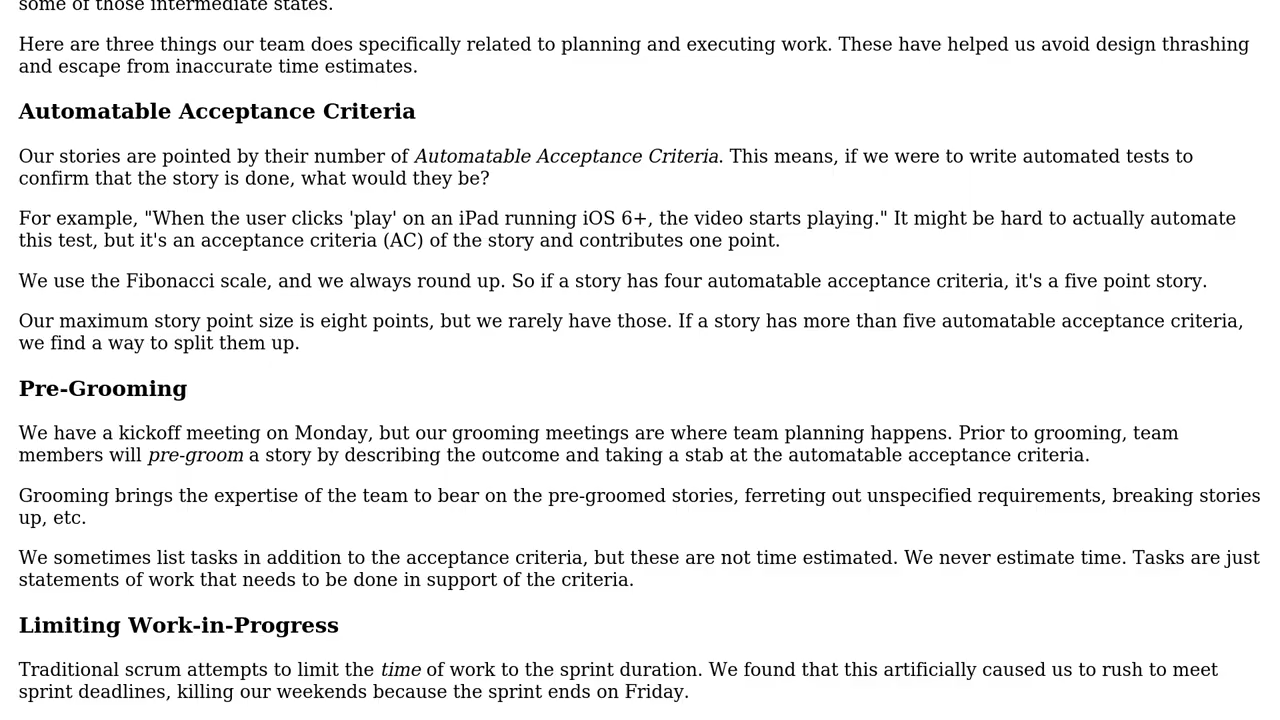 some of those intermediate states.
Here are three things our team does specifically related to planning and executing work. These have helped us avoid design thrashing
and escape from inaccurate time estimates.
Automatable Acceptance Criteria
Our stories are pointed by their number of Automatable Acceptance Criteria. This means, if we were to write automated tests to
confirm that the story is done, what would they be?
For example, "When the user clicks 'play' on an iPad running iOS 6+, the video starts playing." It might be hard to actually automate
this test, but it's an acceptance criteria (AC) of the story and contributes one point.
We use the Fibonacci scale, and we always round up. So if a story has four automatable acceptance criteria, it's a five point story.
Our maximum story point size is eight points, but we rarely have those. If a story has more than five automatable acceptance criteria,
we find a way to split them up.
Pre-Grooming
We have a kickoff meeting on Monday, but our grooming meetings are where team planning happens. Prior to grooming, team
members will pre-groom a story by describing the outcome and taking a stab at the automatable acceptance criteria.
Grooming brings the expertise of the team to bear on the pre-groomed stories, ferreting out unspecified requirements, breaking stories
up, etc.
We sometimes list tasks in addition to the acceptance criteria, but these are not time estimated. We never estimate time. Tasks are just
statements of work that needs to be done in support of the criteria.
Limiting Work-in-Progress
Traditional scrum attempts to limit the time of work to the sprint duration. We found that this artificially caused us to rush to meet
sprint deadlines, killing our weekends because the sprint ends on Friday.